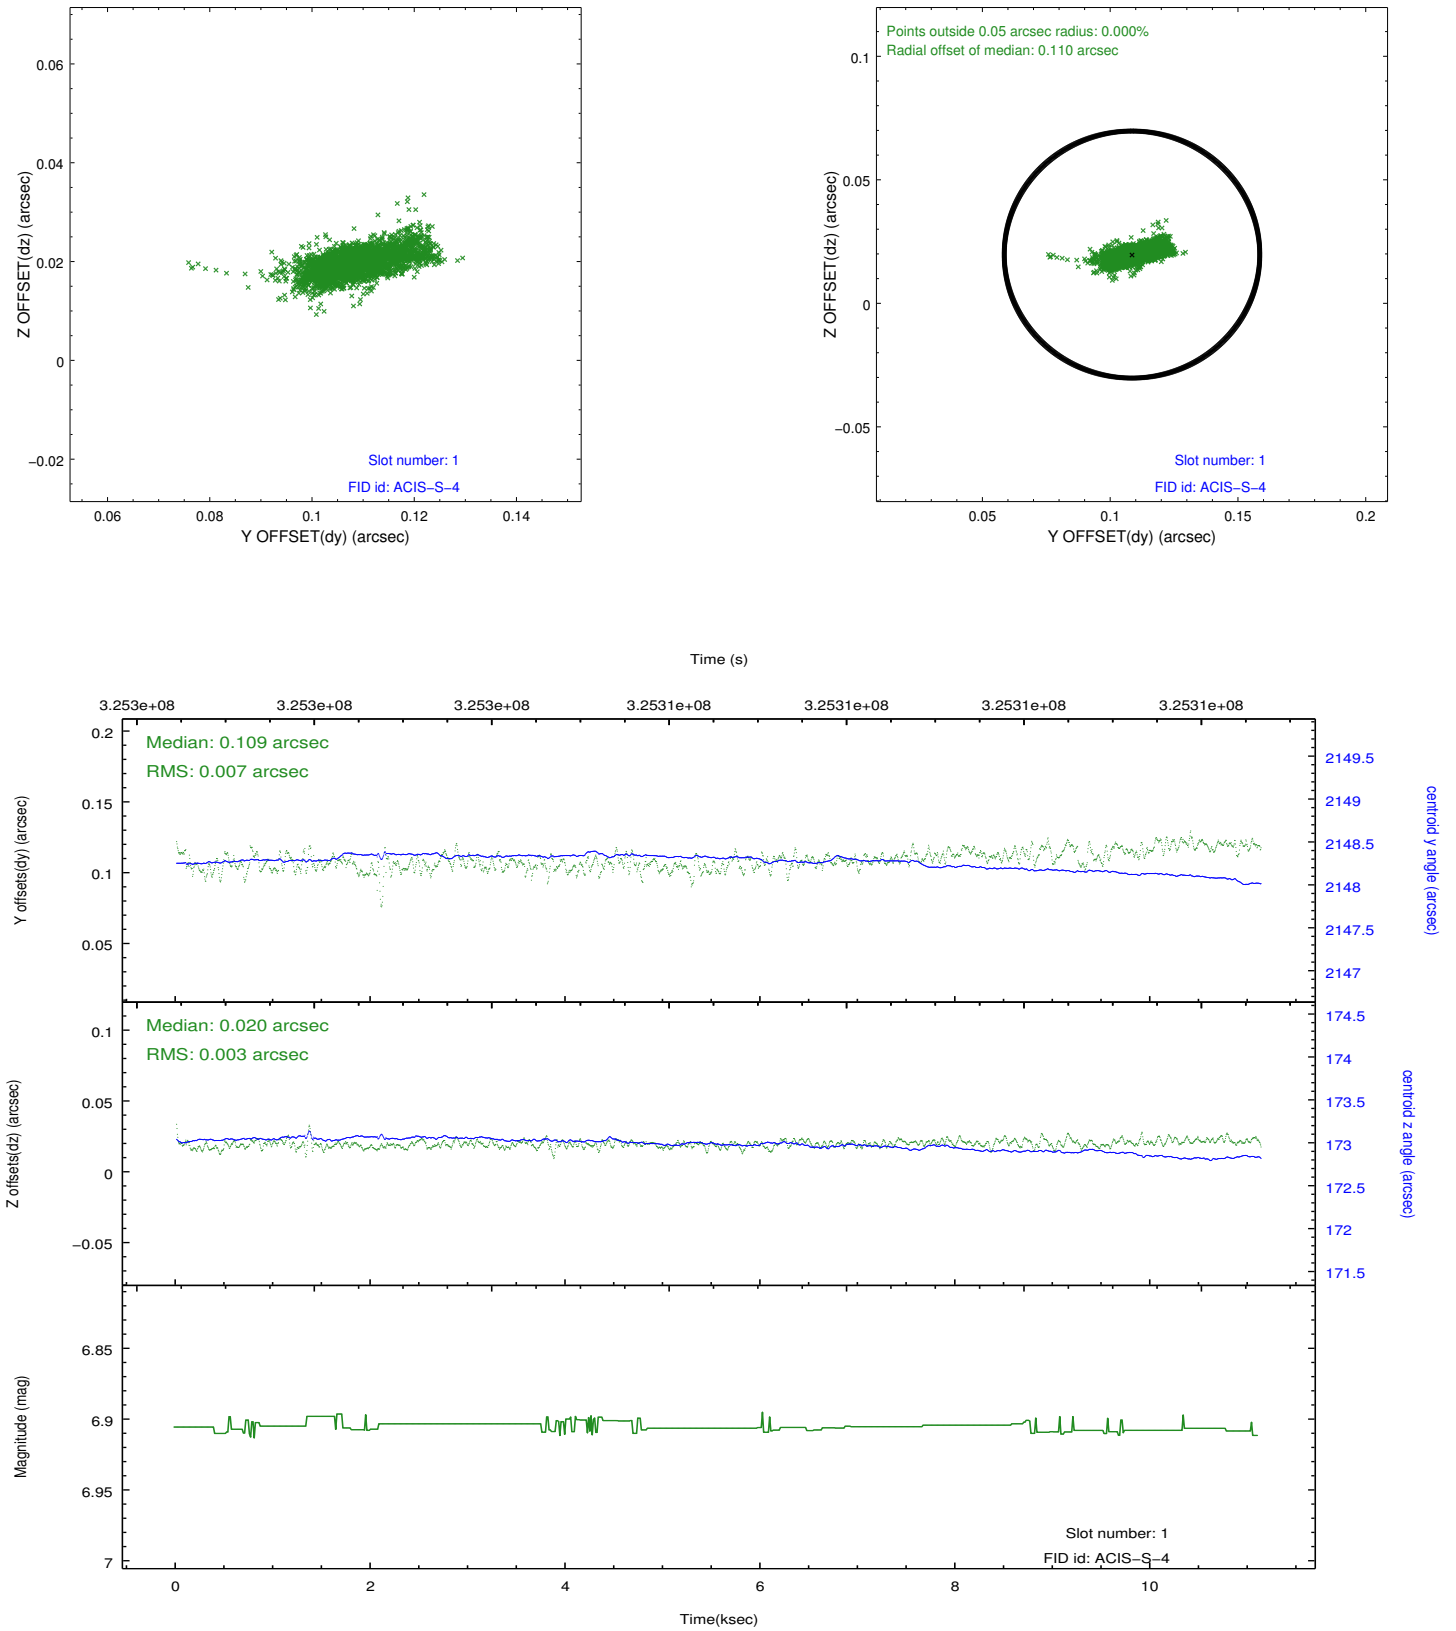 0.06
0.04
0.02
0
−0.02
Z OFFSET(dz) (arcsec)
Slot number: 1
FID id: ACIS−S−4
0.06 0.08 0.1 0.12 0.14
Y OFFSET(dy) (arcsec)
Points outside 0.05 arcsec radius: 0.000%
Radial offset of median: 0.110 arcsec
0.1
0.05
0
−0.05
Z OFFSET(dz) (arcsec)
Slot number: 1
FID id: ACIS−S−4
0.05 0.1 0.15 0.2
Y OFFSET(dy) (arcsec)
Time (s)
3.253e+08 3.253e+08 3.253e+08 3.2531e+08 3.2531e+08 3.2531e+08 3.2531e+08
Median: 0.109 arcsec
RMS: 0.007 arcsec
0.2
0.15
0.1
0.05
Y offsets(dy) (arcsec)
2149.5
2149
2148.5
2148
2147.5
2147
centroid y angle (arcsec)
Median: 0.020 arcsec
RMS: 0.003 arcsec
0.1
0.05
0
−0.05
Z offsets(dz) (arcsec)
174.5
174
173.5
173
172.5
172
171.5
centroid z angle (arcsec)
6.85
6.9
6.95
7
Magnitude (mag)
Slot number: 1
FID id: ACIS−S−4
0 2 4 6 8 10
Time(ksec)